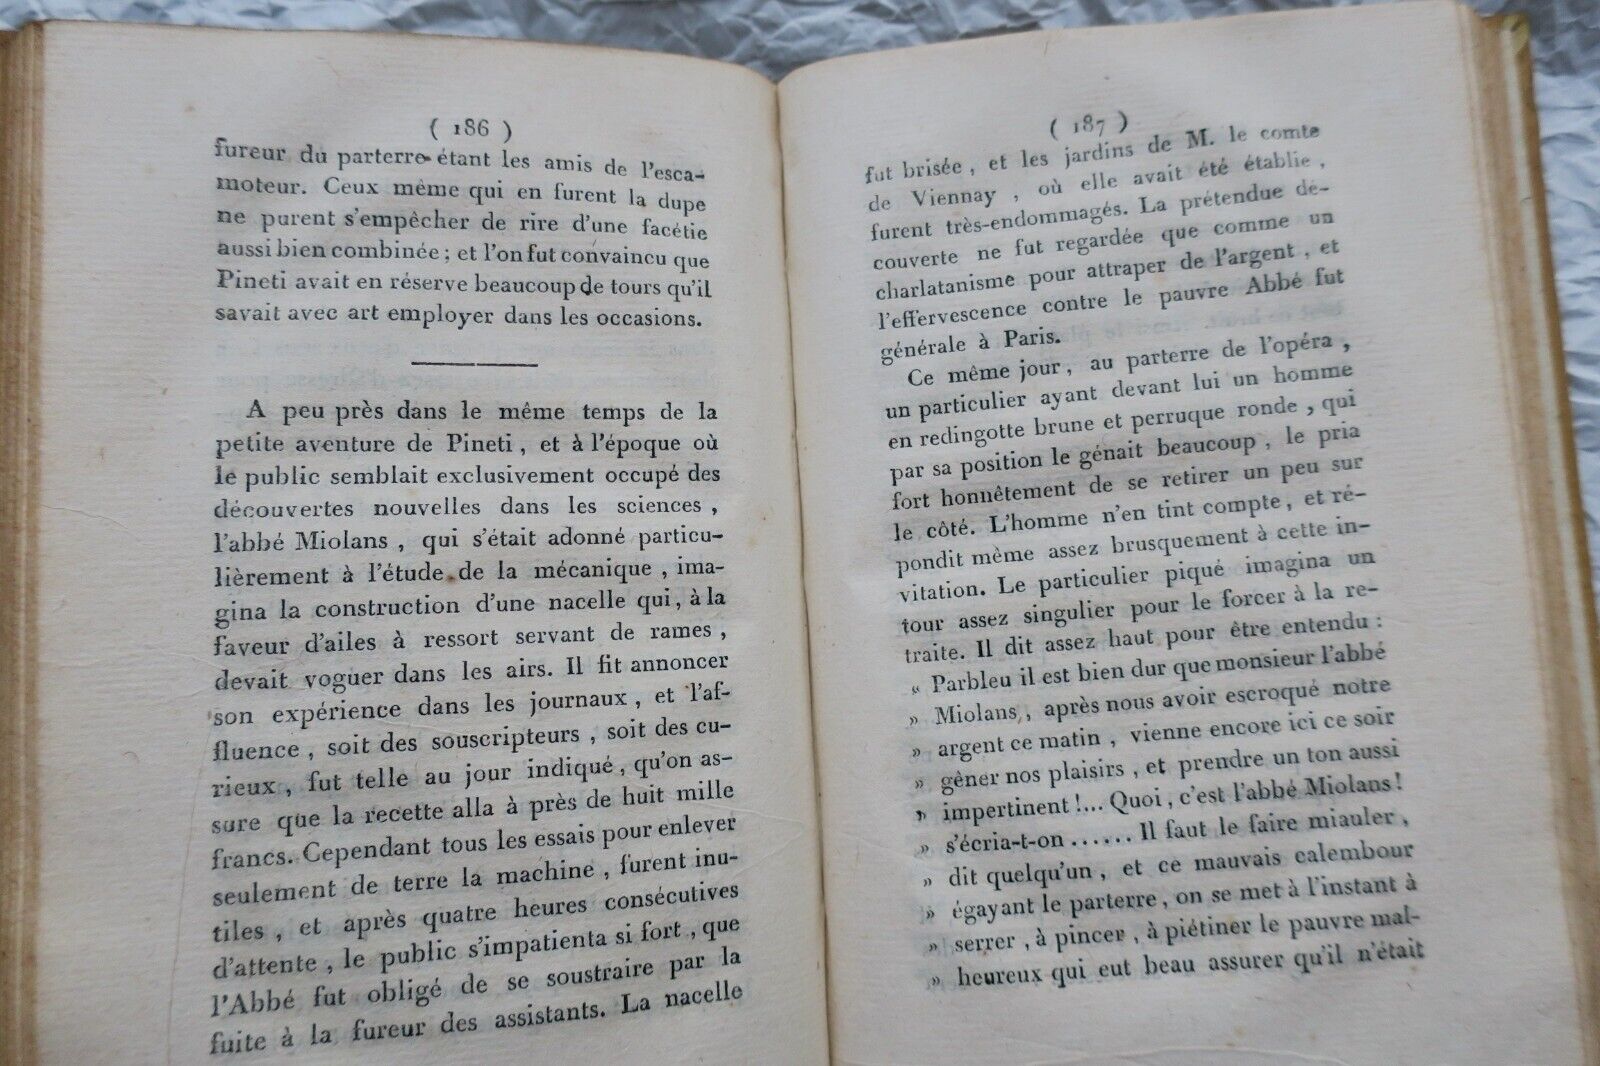 ( 186 )
fureur du parterre étant les amis de l'esca-
moteur. Ceux même qui en furent la dupe
ne purent s'empêcher de rire d'une facétie
aussi bien combinée ; et l'on fut convaincu que
Pineti avait en réserve beaucoup de tours qu'il
savait avec art employer dans les occasions.
A peu près dans le même temps de la
petite aventure de Pineti, et à l'époque où
le public semblait exclusivement occupé des
découvertes nouvelles dans les sciences,
l'abbé Miolans, qui s'était adonné particu-
lièrement à l'étude de la mécanique, ima-
gina la construction d'une nacelle qui, à la
faveur d'ailes à ressort servant de rames,
devait voguer dans les airs. Il fit annoncer
son expérience dans les journaux, et l'af-
fluence, soit des souscripteurs, soit des cu-
rieux, fut telle au jour indiqué, qu'on as-
sure que la recette alla à près de huit mille
francs. Cependant tous les essais pour enlever
seulement de terre la machine, furent inu-
tiles, et après quatre heures consécutives
d'attente, le public s'impatienta si fort, que
l'Abbé fut obligé de se soustraire par la
fuite à la fureur des assistants. La nacelle
( 187 )
fut brisée, et les jardins de M. le comte
de Viennay, où elle avait été établie,
furent très-endommagés. La prétendue dé-
couverte ne fut regardée que comme un
charlatanisme pour attraper de l'argent, et
l'effervescence contre le pauvre Abbé fut
générale à Paris.
Ce même jour, au parterre de l'opéra,
un particulier ayant devant lui un homme
en redingotte brune et perruque ronde, qui
par sa position le génait beaucoup, le pria
fort honnêtement de se retirer un peu sur
le côté. L'homme n'en tint compte, et ré-
pondit même assez brusquement à cette in-
vitation. Le particulier piqué imagina un
tour assez singulier pour le forcer à la re-
traite. Il dit assez haut pour être entendu :
« Parbleu il est bien dur que monsieur l'abbé
» Miolans, après nous avoir escroqué notre
» argent ce matin, vienne encore ici ce soir
» gêner nos plaisirs, et prendre un ton aussi
» impertinent !... Quoi, c'est l'abbé Miolans !
» s'écria-t-on ...... Il faut le faire miauler,
» dit quelqu'un, et ce mauvais calembour
» égayant le parterre, on se met à l'instant à
» serrer, à pincer, à piétiner le pauvre mal-
» heureux qui eut beau assurer qu'il n'était